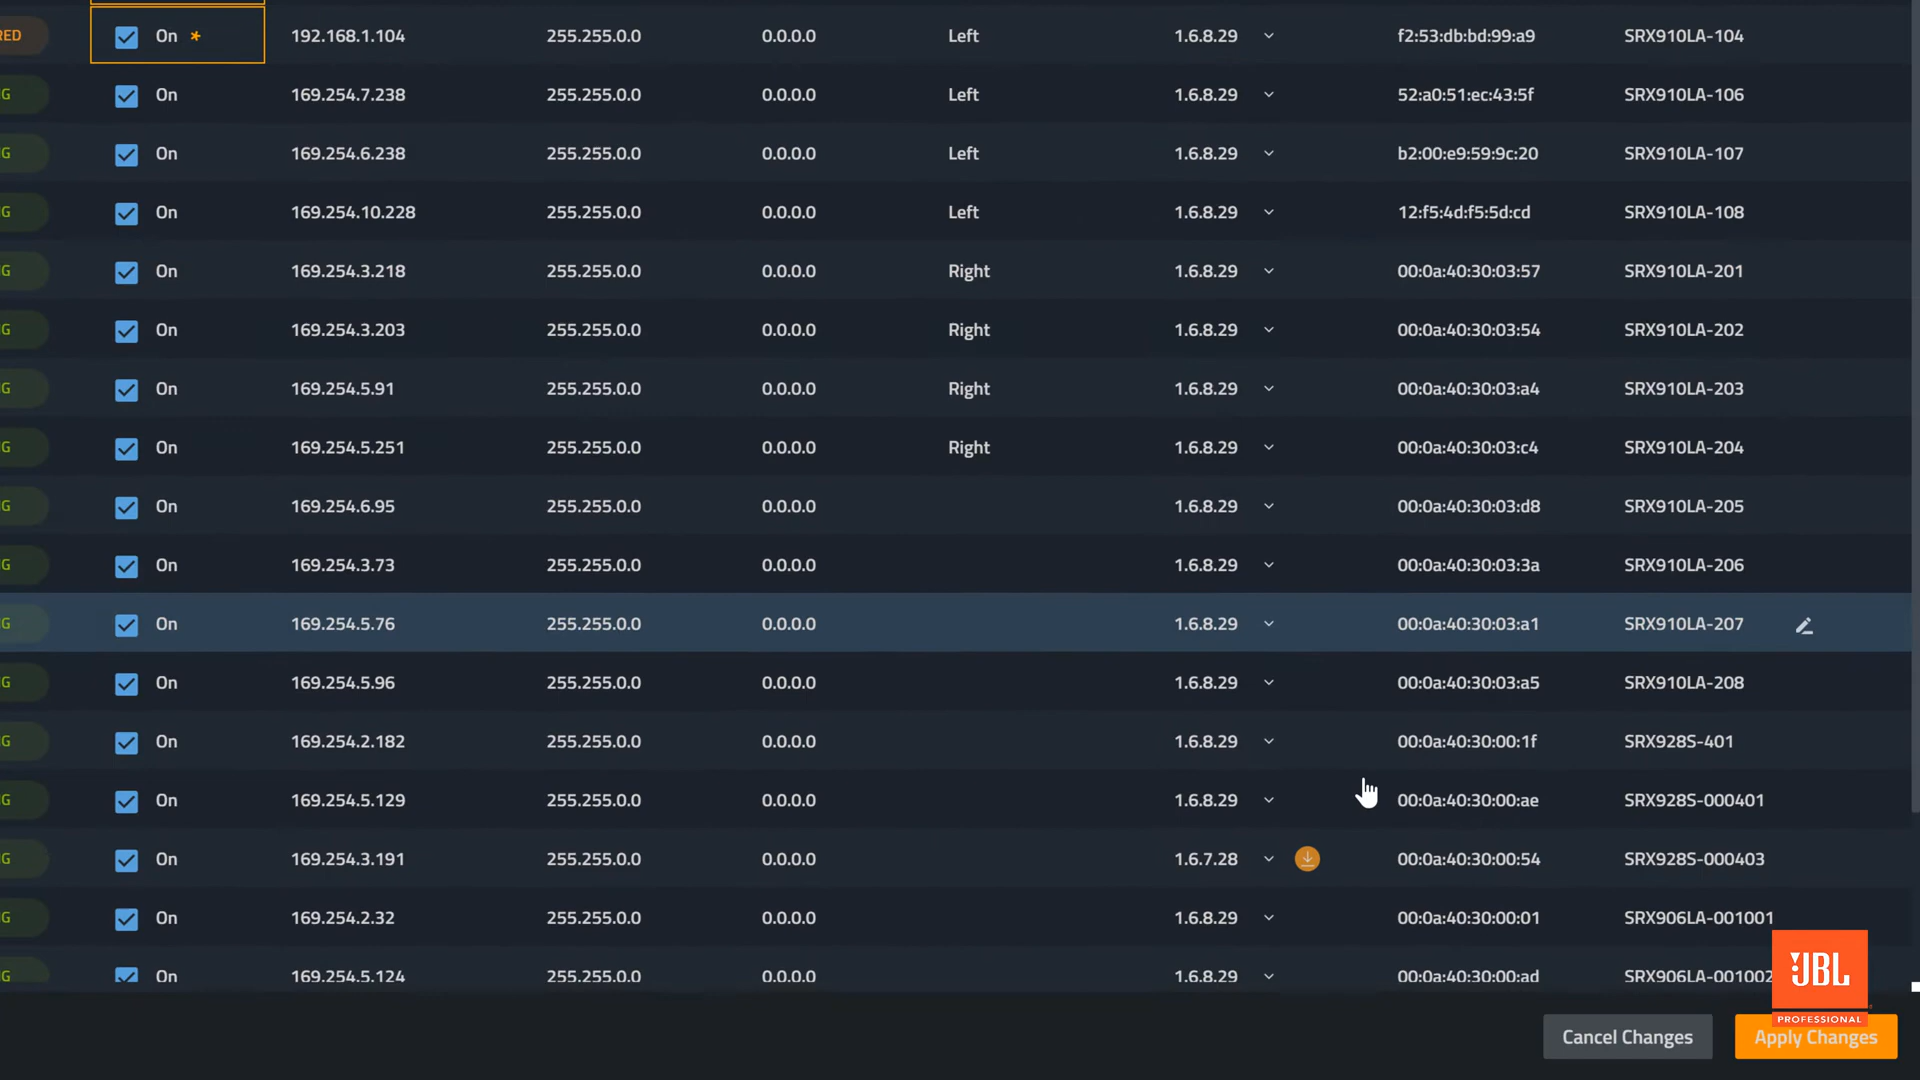 RED On * 192.168.1.104 255.255.0.0 0.0.0.0 Left 1.6.8.29 f2:53:db:bd:99:a9 SRX910LA-104
G On 169.254.7.238 255.255.0.0 0.0.0.0 Left 1.6.8.29 52:a0:51:ec:43:5f SRX910LA-106
G On 169.254.6.238 255.255.0.0 0.0.0.0 Left 1.6.8.29 b2:00:e9:59:9c:20 SRX910LA-107
G On 169.254.10.228 255.255.0.0 0.0.0.0 Left 1.6.8.29 12:f5:4d:f5:5d:cd SRX910LA-108
G On 169.254.3.218 255.255.0.0 0.0.0.0 Right 1.6.8.29 00:0a:40:30:03:57 SRX910LA-201
G On 169.254.3.203 255.255.0.0 0.0.0.0 Right 1.6.8.29 00:0a:40:30:03:54 SRX910LA-202
G On 169.254.5.91 255.255.0.0 0.0.0.0 Right 1.6.8.29 00:0a:40:30:03:a4 SRX910LA-203
G On 169.254.5.251 255.255.0.0 0.0.0.0 Right 1.6.8.29 00:0a:40:30:03:c4 SRX910LA-204
G On 169.254.6.95 255.255.0.0 0.0.0.0 1.6.8.29 00:0a:40:30:03:d8 SRX910LA-205
G On 169.254.3.73 255.255.0.0 0.0.0.0 1.6.8.29 00:0a:40:30:03:3a SRX910LA-206
G On 169.254.5.76 255.255.0.0 0.0.0.0 1.6.8.29 00:0a:40:30:03:a1 SRX910LA-207
G On 169.254.5.96 255.255.0.0 0.0.0.0 1.6.8.29 00:0a:40:30:03:a5 SRX910LA-208
G On 169.254.2.182 255.255.0.0 0.0.0.0 1.6.8.29 00:0a:40:30:00:1f SRX928S-401
G On 169.254.5.129 255.255.0.0 0.0.0.0 1.6.8.29 00:0a:40:30:00:ae SRX928S-000401
G On 169.254.3.191 255.255.0.0 0.0.0.0 1.6.7.28 00:0a:40:30:00:54 SRX928S-000403
G On 169.254.2.32 255.255.0.0 0.0.0.0 1.6.8.29 00:0a:40:30:00:01 SRX906LA-001001
G On 169.254.5.124 255.255.0.0 0.0.0.0 1.6.8.29 00:0a:40:30:00:ad SRX906LA-001002
JBL
PROFESSIONAL
Cancel Changes Apply Changes